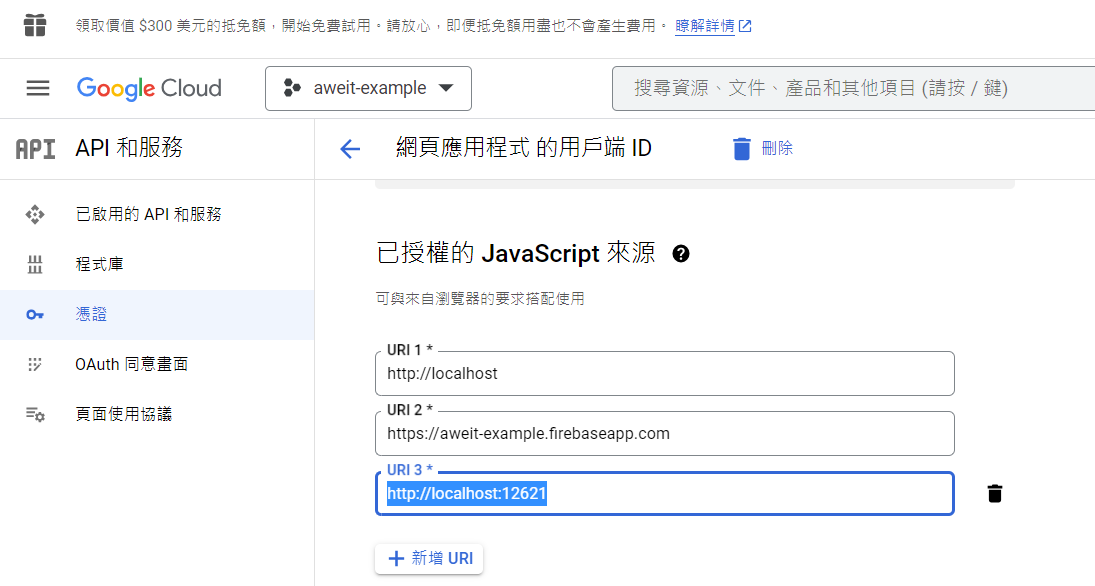 領取價值 $300 美元的抵免額，開始免費試用。請放心，即便抵免額用盡也不會產生費用。 瞭解詳情
Google Cloud
aweit-example
搜尋資源、文件、產品和其他項目 (請按 / 鍵)
API API 和服務
網頁應用程式 的用戶端 ID
刪除
已啟用的 API 和服務
程式庫
憑證
OAuth 同意畫面
頁面使用協議
已授權的 JavaScript 來源
可與來自瀏覽器的要求搭配使用
URI 1 *
http://localhost
URI 2 *
https://aweit-example.firebaseapp.com
URI 3 *
http://localhost:12621
新增 URI